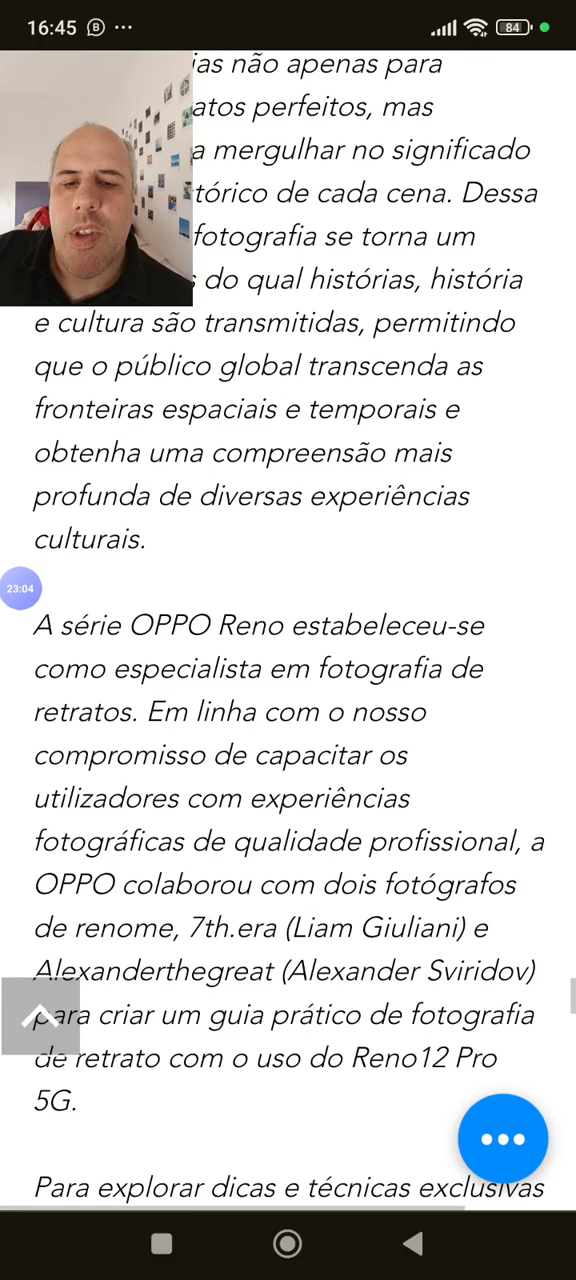 16:45 B ... 84
ias não apenas para
atos perfeitos, mas
a mergulhar no significado
tórico de cada cena. Dessa
fotografia se torna um
s do qual histórias, história
e cultura são transmitidas, permitindo
que o público global transcenda as
fronteiras espaciais e temporais e
obtenha uma compreensão mais
profunda de diversas experiências
culturais.
23:04
A série OPPO Reno estabeleceu-se
como especialista em fotografia de
retratos. Em linha com o nosso
compromisso de capacitar os
utilizadores com experiências
fotográficas de qualidade profissional, a
OPPO colaborou com dois fotógrafos
de renome, 7th.era (Liam Giuliani) e
Alexanderthegreat (Alexander Sviridov)
para criar um guia prático de fotografia
de retrato com o uso do Reno12 Pro
5G.
Para explorar dicas e técnicas exclusivas